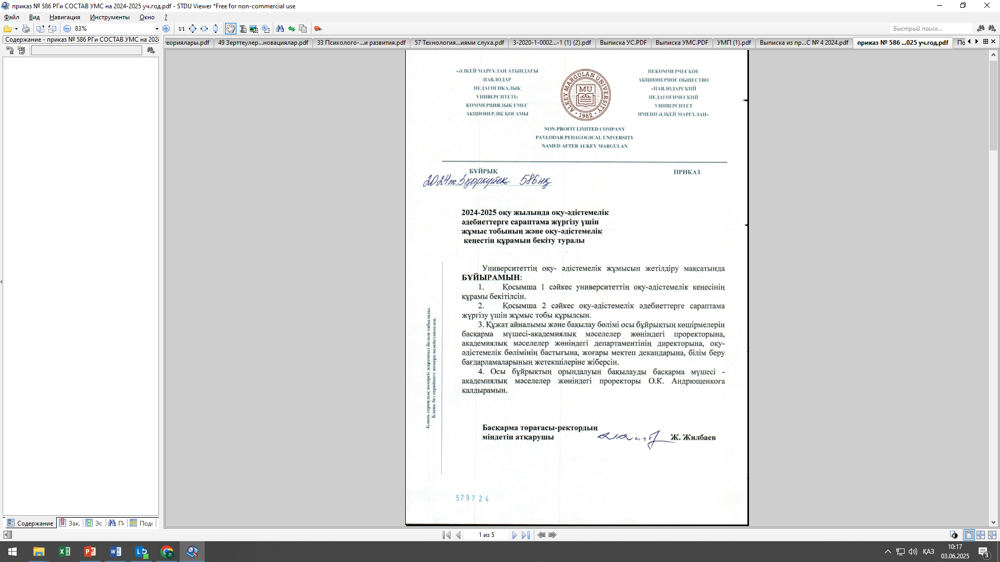 приказ № 586 РГи СОСТАВ УМС на 2024-2025 уч.год.pdf - STDU Viewer *Free for non-commercial use
Файл Вид Навигация Инструменты Окно ?
83%
1:1
Быстрый поиск...
Содержание - приказ № 586 РГи СОСТАВ УМС на 202
еориялары.pdf
49 Зерттеулер...новациялар.pdf
33 Психолого-...и развития.pdf
57 Технология...иями слуха.pdf
3-2020-1-0002...-1 (1) (2).pdf
Выписка УС.PDF
Выписка УМС.PDF
УМП (1).pdf
Выписка из пр...С № 4 2024.pdf
приказ № 586 ...025 уч.год.pdf
По
«ӘЛКЕЙ МАРҒҰЛАН АТЫНДАҒЫ
ПАВЛОДАР
ПЕДАГОГИКАЛЫҚ
УНИВЕРСИТЕТІ»
КОММЕРЦИЯЛЫҚ ЕМЕС
АКЦИОНЕРЛІК ҚОҒАМЫ
ALKEY MARGULAN UNIVERSITY
MU
1962
НЕКОММЕРЧЕСКОЕ
АКЦИОНЕРНОЕ ОБЩЕСТВО
«ПАВЛОДАРСКИЙ
ПЕДАГОГИЧЕСКИЙ
УНИВЕРСИТЕТ
ИМЕНИ ӘЛКЕЙ МАРҒҰЛАН»
NON-PROFIT LIMITED COMPANY
PAVLODAR PEDAGOGICAL UNIVERSITY
NAMED AFTER ALKEY MARGULAN
БҰЙРЫҚ
ПРИКАЗ
2024ж. 3 қыркүйек 586 нқ
2024-2025 оқу жылында оқу-әдістемелік
әдебиеттерге сараптама жүргізу үшін
жұмыс тобының және оқу-әдістемелік
кеңестін құрамын бекіту туралы
Университеттің оқу- әдістемелік жұмысын жетілдіру мақсатында
БҰЙЫРАМЫН:
1. Қосымша 1 сәйкес университеттің оқу-әдістемелік кеңесінің
құрамы бекітілсін.
2. Қосымша 2 сәйкес оқу-әдістемелік әдебиеттерге сараптама
жүргізу үшін жұмыс тобы құрылсын.
3. Құжат айналымы және бақылау бөлімі осы бұйрықтың көшірмелерін
басқарма мүшесі-академиялық мәселелер жөніндегі проректорына,
академиялық мәселелер жөніндегі департаментінің директорына, оқу-
әдістемелік бөлімінің бастығына, жоғары мектеп декандарына, білім беру
бағдарламаларының жетекшілеріне жіберсін.
4. Осы бұйрықтың орындалуын бақылауды басқарма мүшесі -
академиялық мәселелер жөніндегі проректоры О.К. Андрющенкоға
қалдырамын.
Бланк сериялық нөмірсіз жарамсыз болып табылады.
Бланк без серийного номера недействителен.
Басқарма төрағасы-ректордың
міндетін атқарушы
Ж. Жилбаев
579724
Содержание
Зак.
Эс
По
Подс
1 из 5
ҚАЗ
10:17
03.06.2025
3